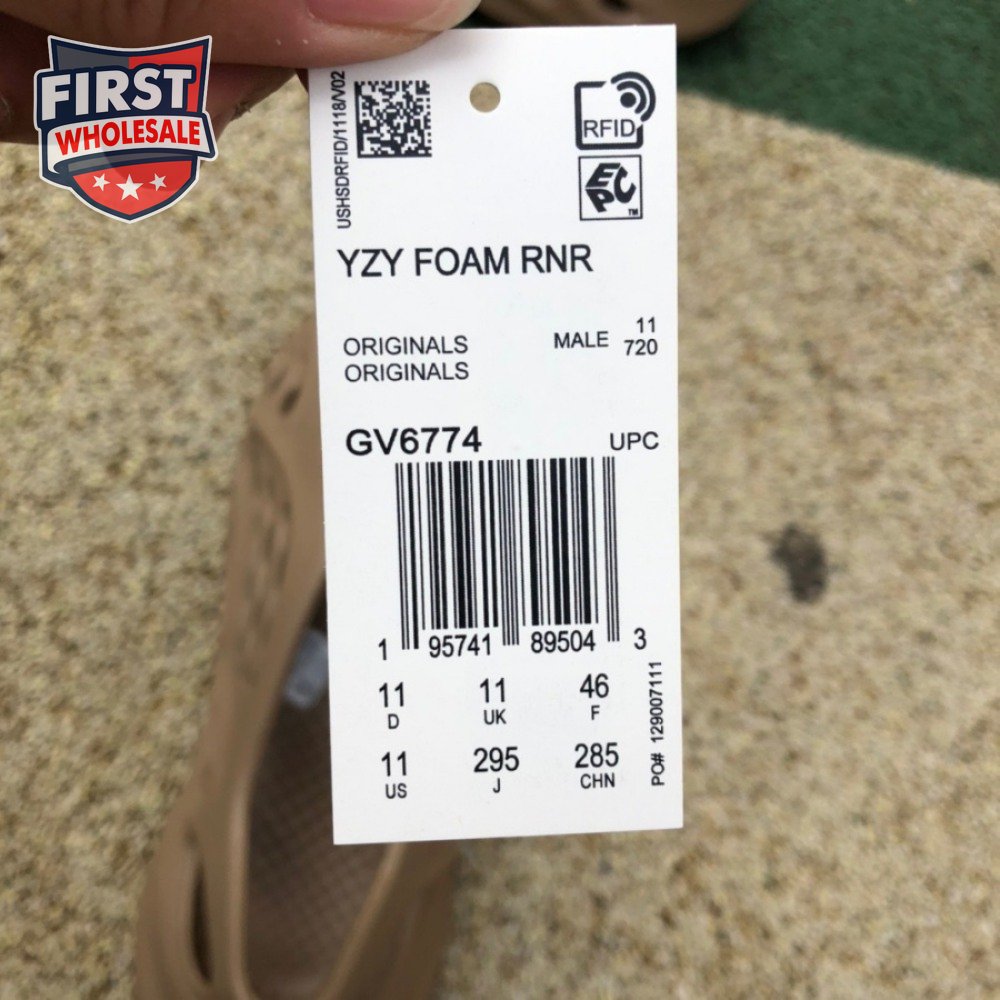 FIRST
WHOLESALE
USHSDRFID/1118/V02
RFID
EPC
TM
YZY FOAM RNR
ORIGINALS
ORIGINALS
MALE 11
720
GV6774
UPC
1 95741 89504 3
11 11 46
D UK F
11 295 285
US J CHN
PO# 129007111